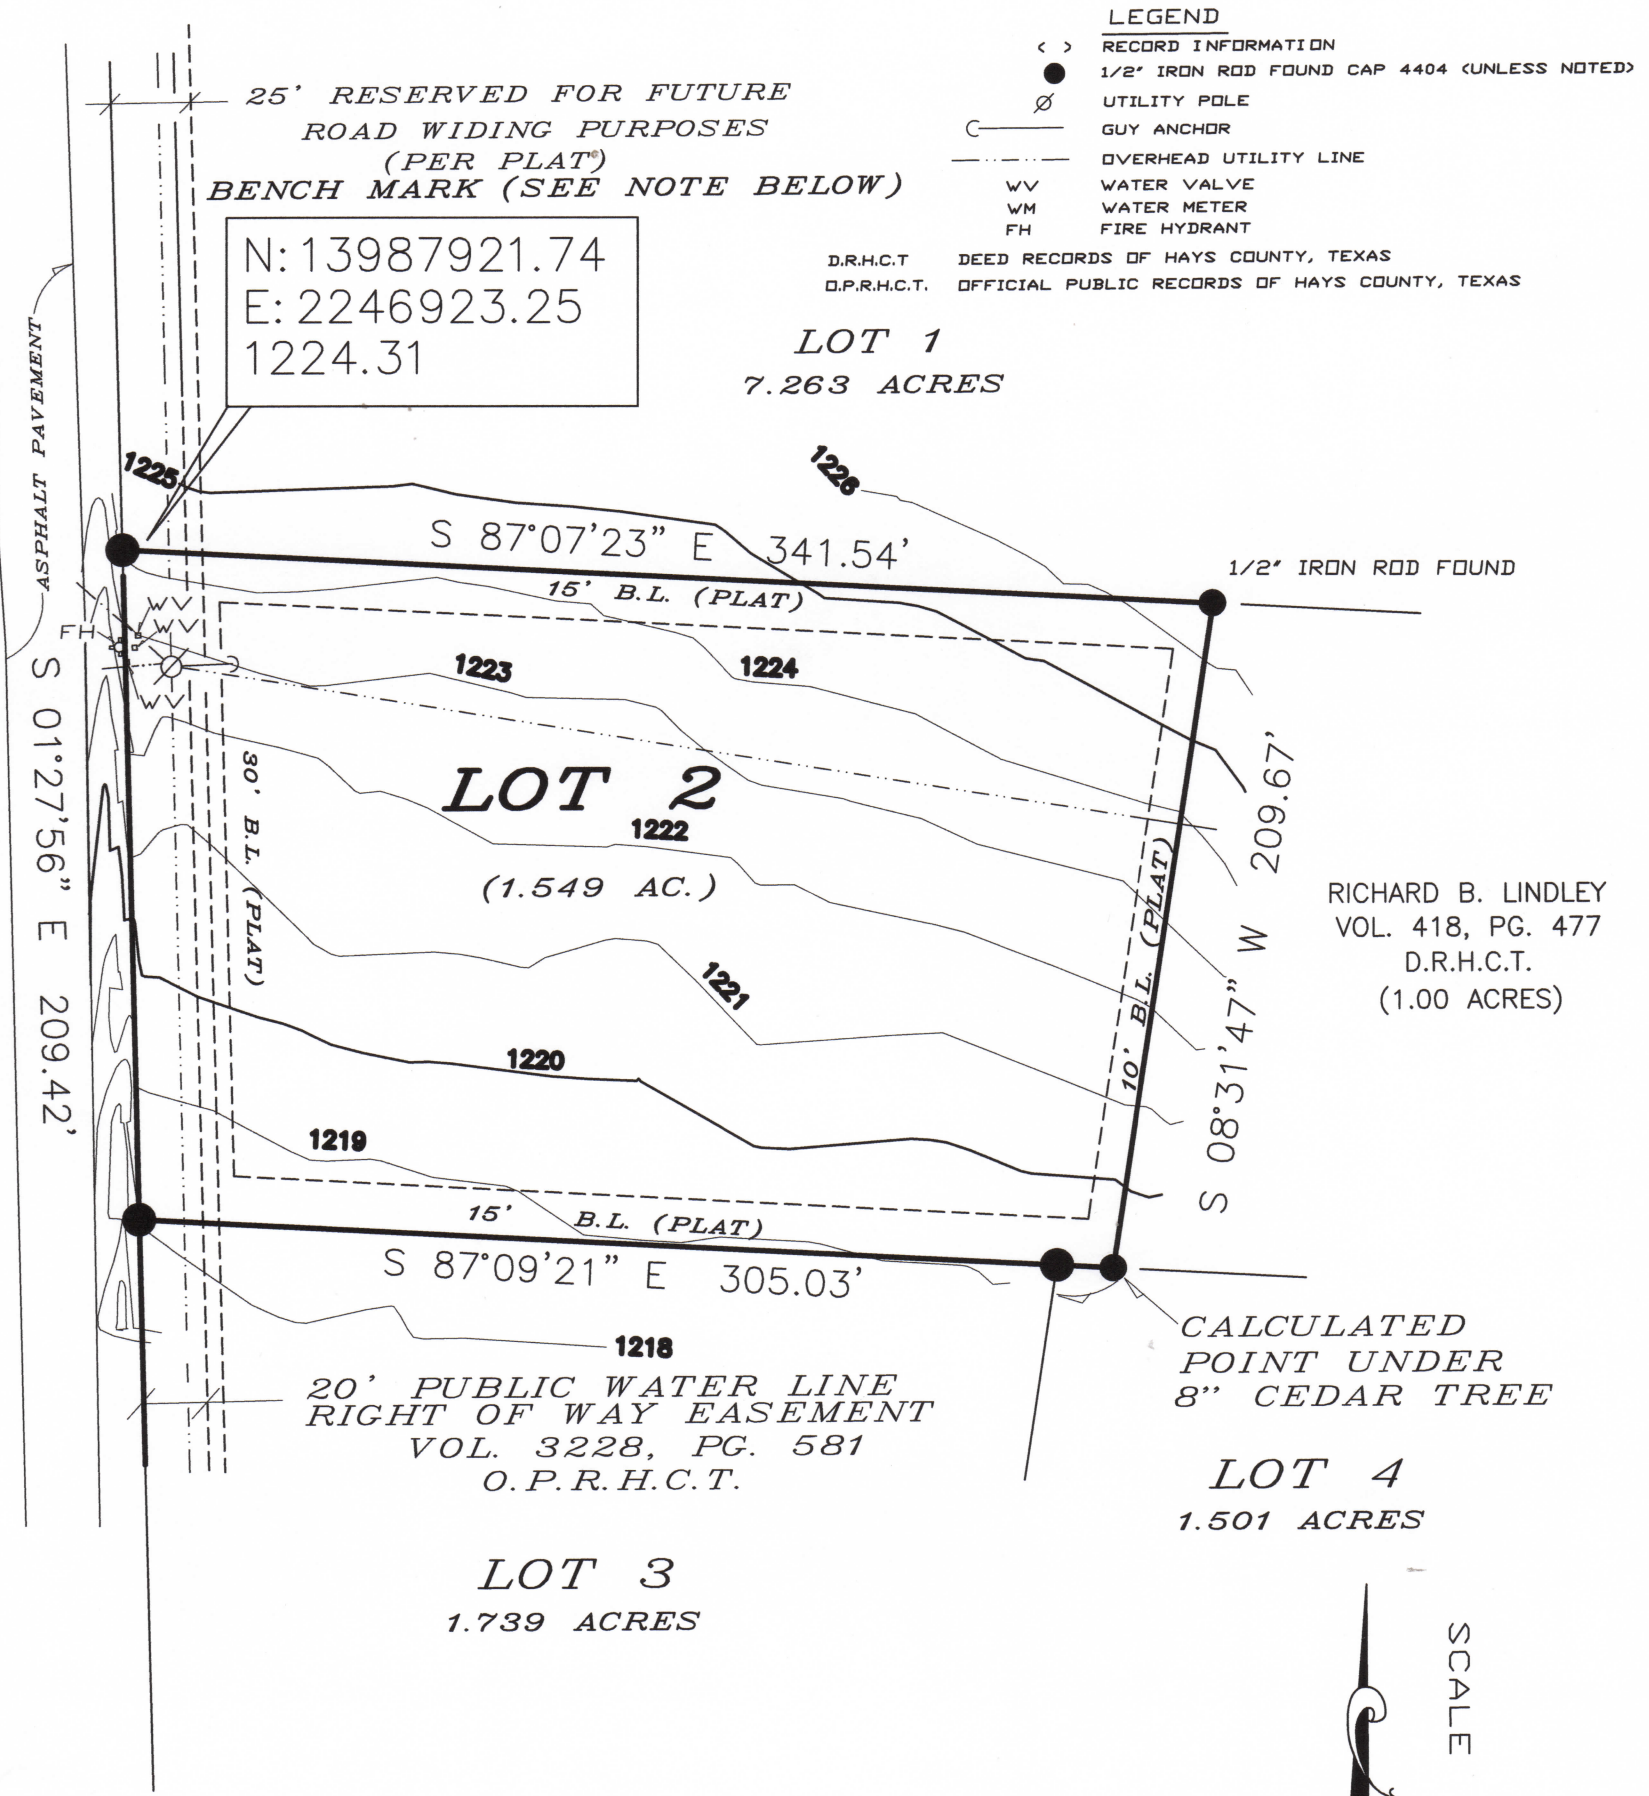 LEGEND
< > RECORD INFORMATION
1/2" IRON ROD FOUND CAP 4404 <UNLESS NOTED>
UTILITY POLE
GUY ANCHOR
OVERHEAD UTILITY LINE
WV WATER VALVE
WM WATER METER
FH FIRE HYDRANT
D.R.H.C.T DEED RECORDS OF HAYS COUNTY, TEXAS
O.P.R.H.C.T. OFFICIAL PUBLIC RECORDS OF HAYS COUNTY, TEXAS
25' RESERVED FOR FUTURE
ROAD WIDING PURPOSES
(PER PLAT)
BENCH MARK (SEE NOTE BELOW)
N: 13987921.74
E: 2246923.25
1224.31
LOT 1
7.263 ACRES
ASPHALT PAVEMENT
1225
1226
S 87°07'23" E 341.54'
1/2" IRON ROD FOUND
15' B.L. (PLAT)
WV
WV
FH
WV
1223
1224
S 01°27'56" E 209.42'
30' B.L. (PLAT)
LOT 2
1222
(1.549 AC.)
10' B.L. (PLAT)
S 08°31'47" W 209.67'
RICHARD B. LINDLEY
VOL. 418, PG. 477
D.R.H.C.T.
(1.00 ACRES)
1221
1220
1219
15' B.L. (PLAT)
S 87°09'21" E 305.03'
1218
CALCULATED
POINT UNDER
8" CEDAR TREE
20' PUBLIC WATER LINE
RIGHT OF WAY EASEMENT
VOL. 3228, PG. 581
O.P.R.H.C.T.
LOT 4
1.501 ACRES
LOT 3
1.739 ACRES
SCALE